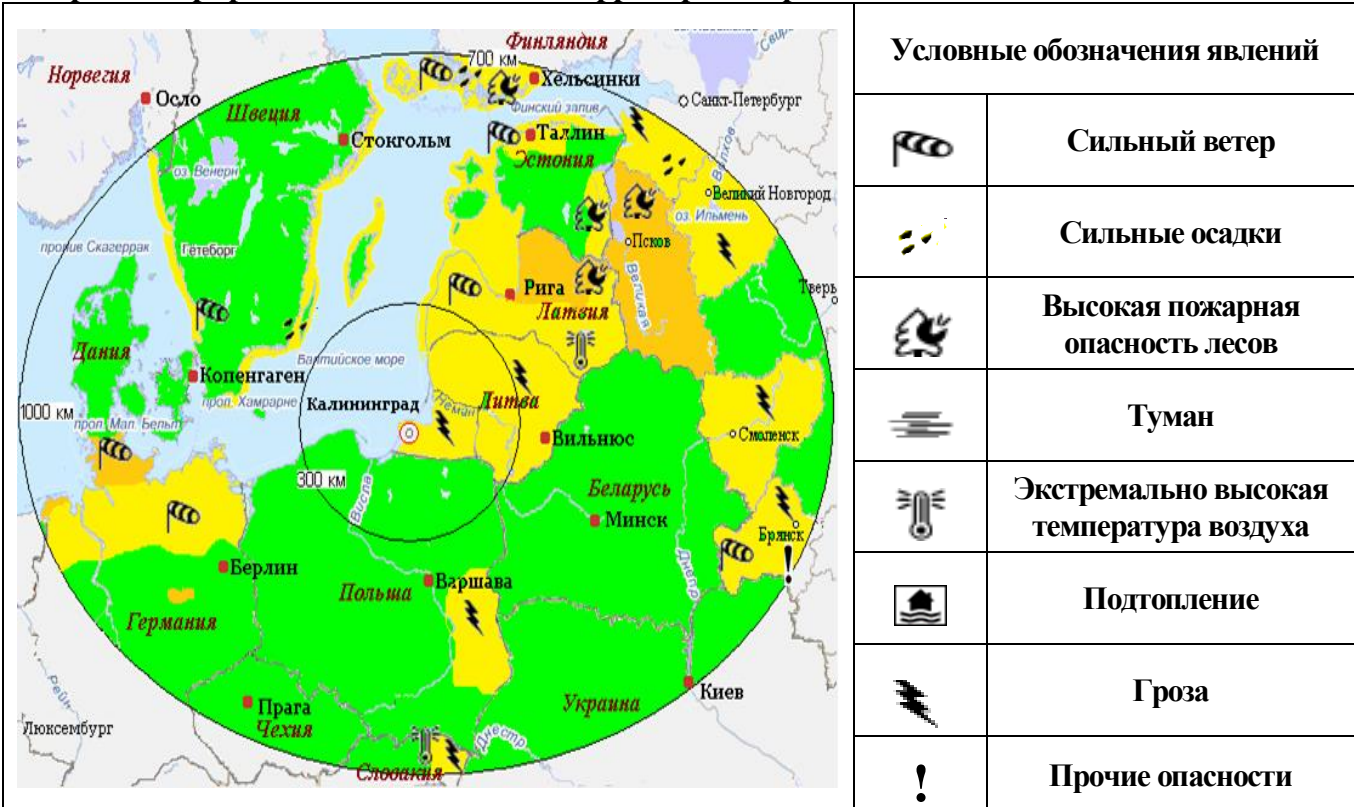 Финляндия
700 км
Норвегия
Хельсинки
Осло
Санкт-Петербург
Финский залив
Швеция
Волхов
Стокгольм
Таллин
Эстония
оз. Венерн
Великий Новгород
оз. Ильмень
пролив Скагеррак
Гётеборг
Псков
Великая
Рига
Тверь
Латвия
Дания
Балтийское море
Копенгаген
прол. Хамрарне
1000 км
Калининград
Неман
Литва
прол. Мал. Бельт
Вильнюс
Смоленск
300 км
Висла
Беларусь
Минск
Брянск
Берлин
Варшава
Польша
Днепр
Германия
Рейн
Киев
Украина
Прага
Чехия
Люксембург
Днестр
Словакия
Условные обозначения явлений
Сильный ветер
Сильные осадки
Высокая пожарная
опасность лесов
Туман
Экстремально высокая
температура воздуха
Подтопление
Гроза
! Прочие опасности